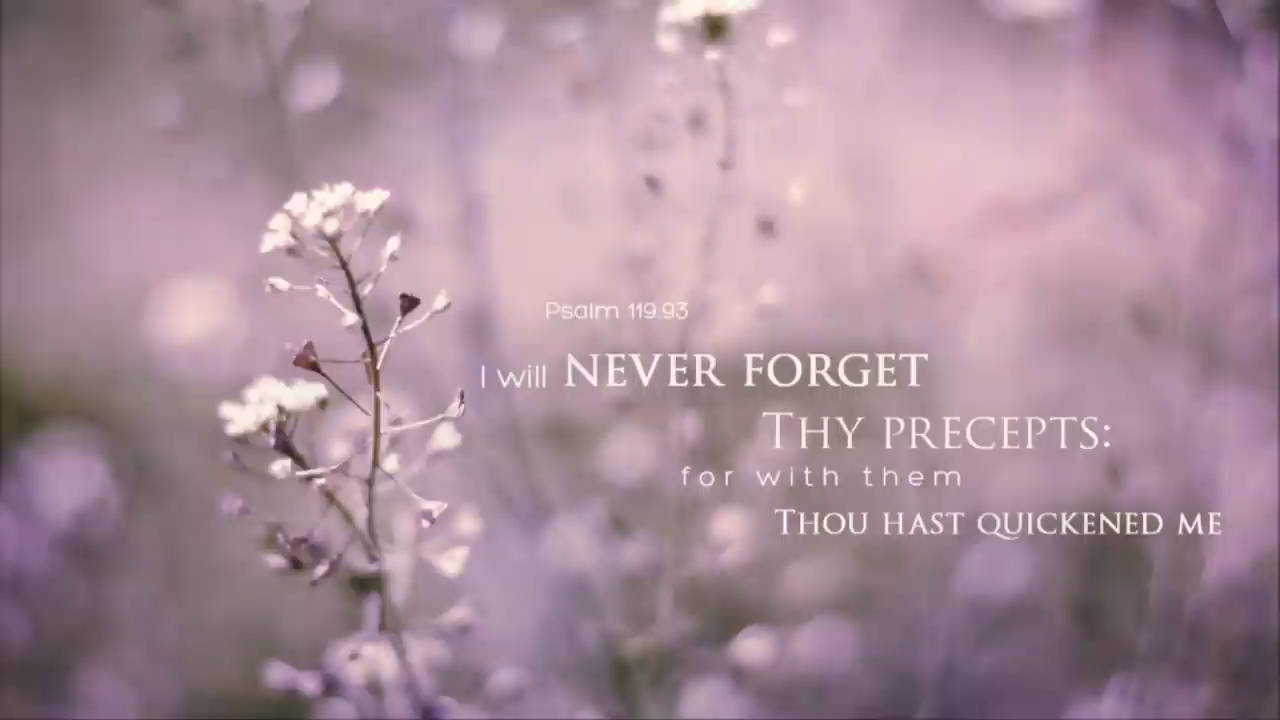 Psalm 119:93
I will NEVER FORGET
THY PRECEPTS:
for with them
THOU HAST QUICKENED ME